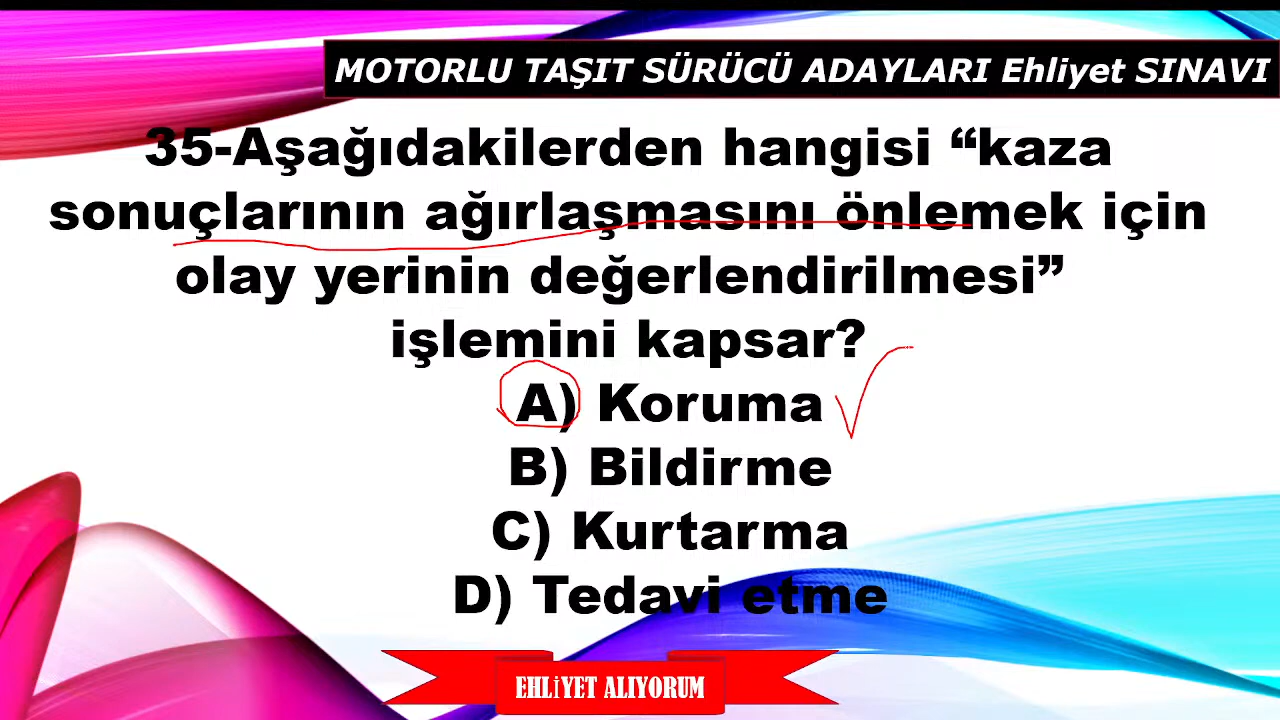 MOTORLU TAŞIT SÜRÜCÜ ADAYLARI Ehliyet SINAVI
35-Aşağıdakilerden hangisi “kaza
sonuçlarının ağırlaşmasını önlemek için
olay yerinin değerlendirilmesi”
işlemini kapsar?
A) Koruma
B) Bildirme
C) Kurtarma
D) Tedavi etme
EHLİYET ALIYORUM